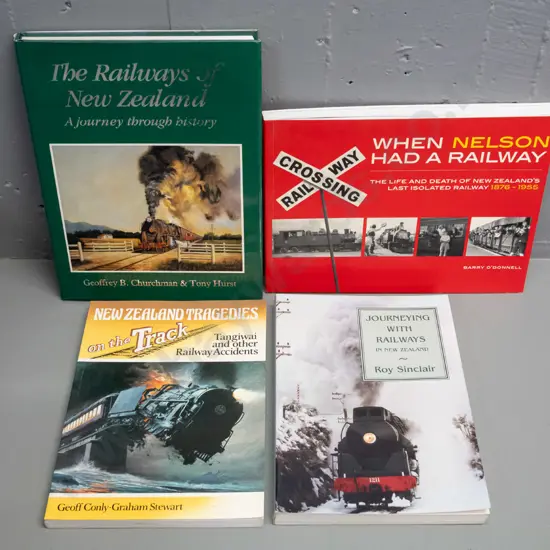 The Railways of
New Zealand
A journey through history
Geoffrey B. Churchman & Tony Hurst
WHEN NELSON
HAD A RAILWAY
RAILWAY
CROSSING
THE LIFE AND DEATH OF NEW ZEALAND'S
LAST ISOLATED RAILWAY 1876 - 1955
BARRY O'DONNELL
NEW ZEALAND TRAGEDIES
on the Track
Tangiwai
and other
Railway Accidents
Geoff Conly-Graham Stewart
JOURNEYING
WITH
RAILWAYS
IN NEW ZEALAND
~
Roy Sinclair